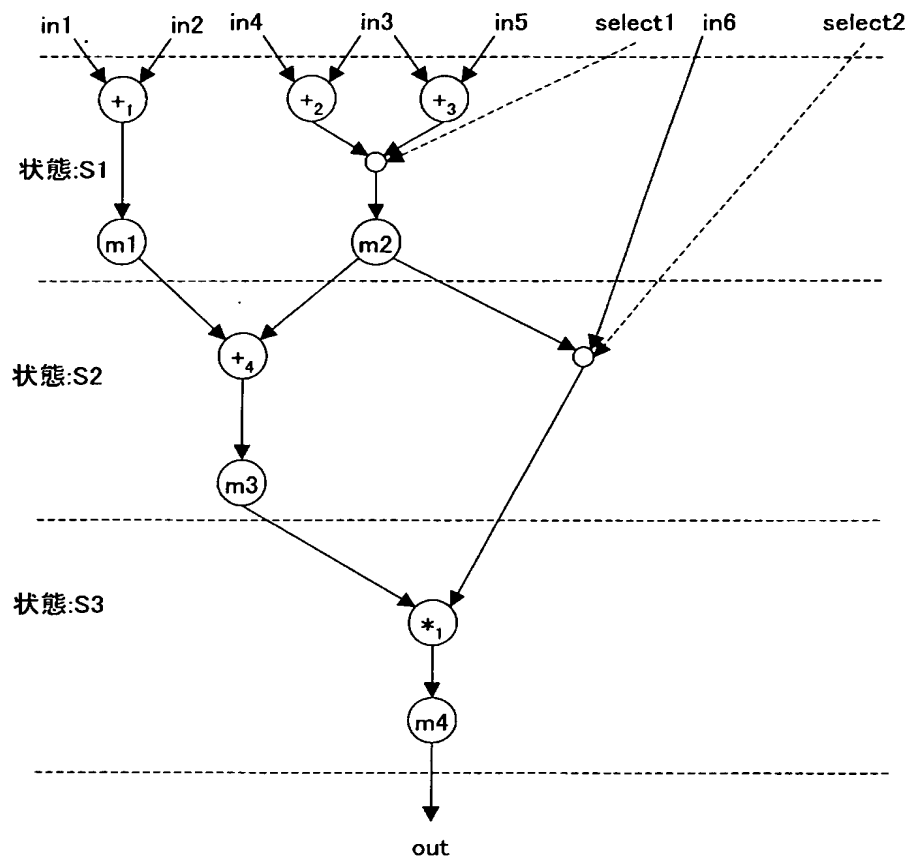 in1 in2 in4 in3 in5 select1 in6 select2
+1 +2 +3
状態:S1
m1 m2
+4
状態:S2
m3
状態:S3
*1
m4
out